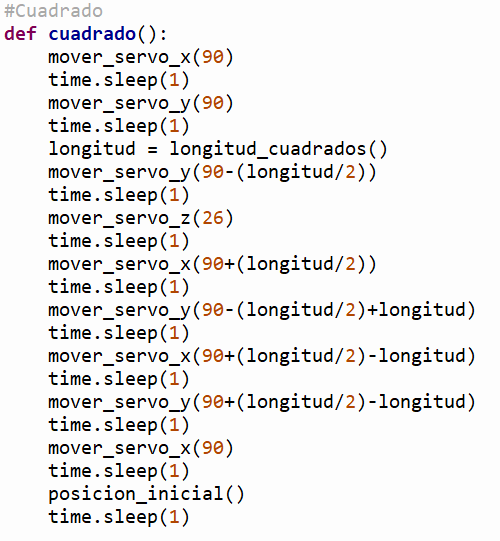 #Cuadrado
def cuadrado():
    mover_servo_x(90)
    time.sleep(1)
    mover_servo_y(90)
    time.sleep(1)
    longitud = longitud_cuadrados()
    mover_servo_y(90-(longitud/2))
    time.sleep(1)
    mover_servo_z(26)
    time.sleep(1)
    mover_servo_x(90+(longitud/2))
    time.sleep(1)
    mover_servo_y(90-(longitud/2)+longitud)
    time.sleep(1)
    mover_servo_x(90+(longitud/2)-longitud)
    time.sleep(1)
    mover_servo_y(90+(longitud/2)-longitud)
    time.sleep(1)
    mover_servo_x(90)
    time.sleep(1)
    posicion_inicial()
    time.sleep(1)